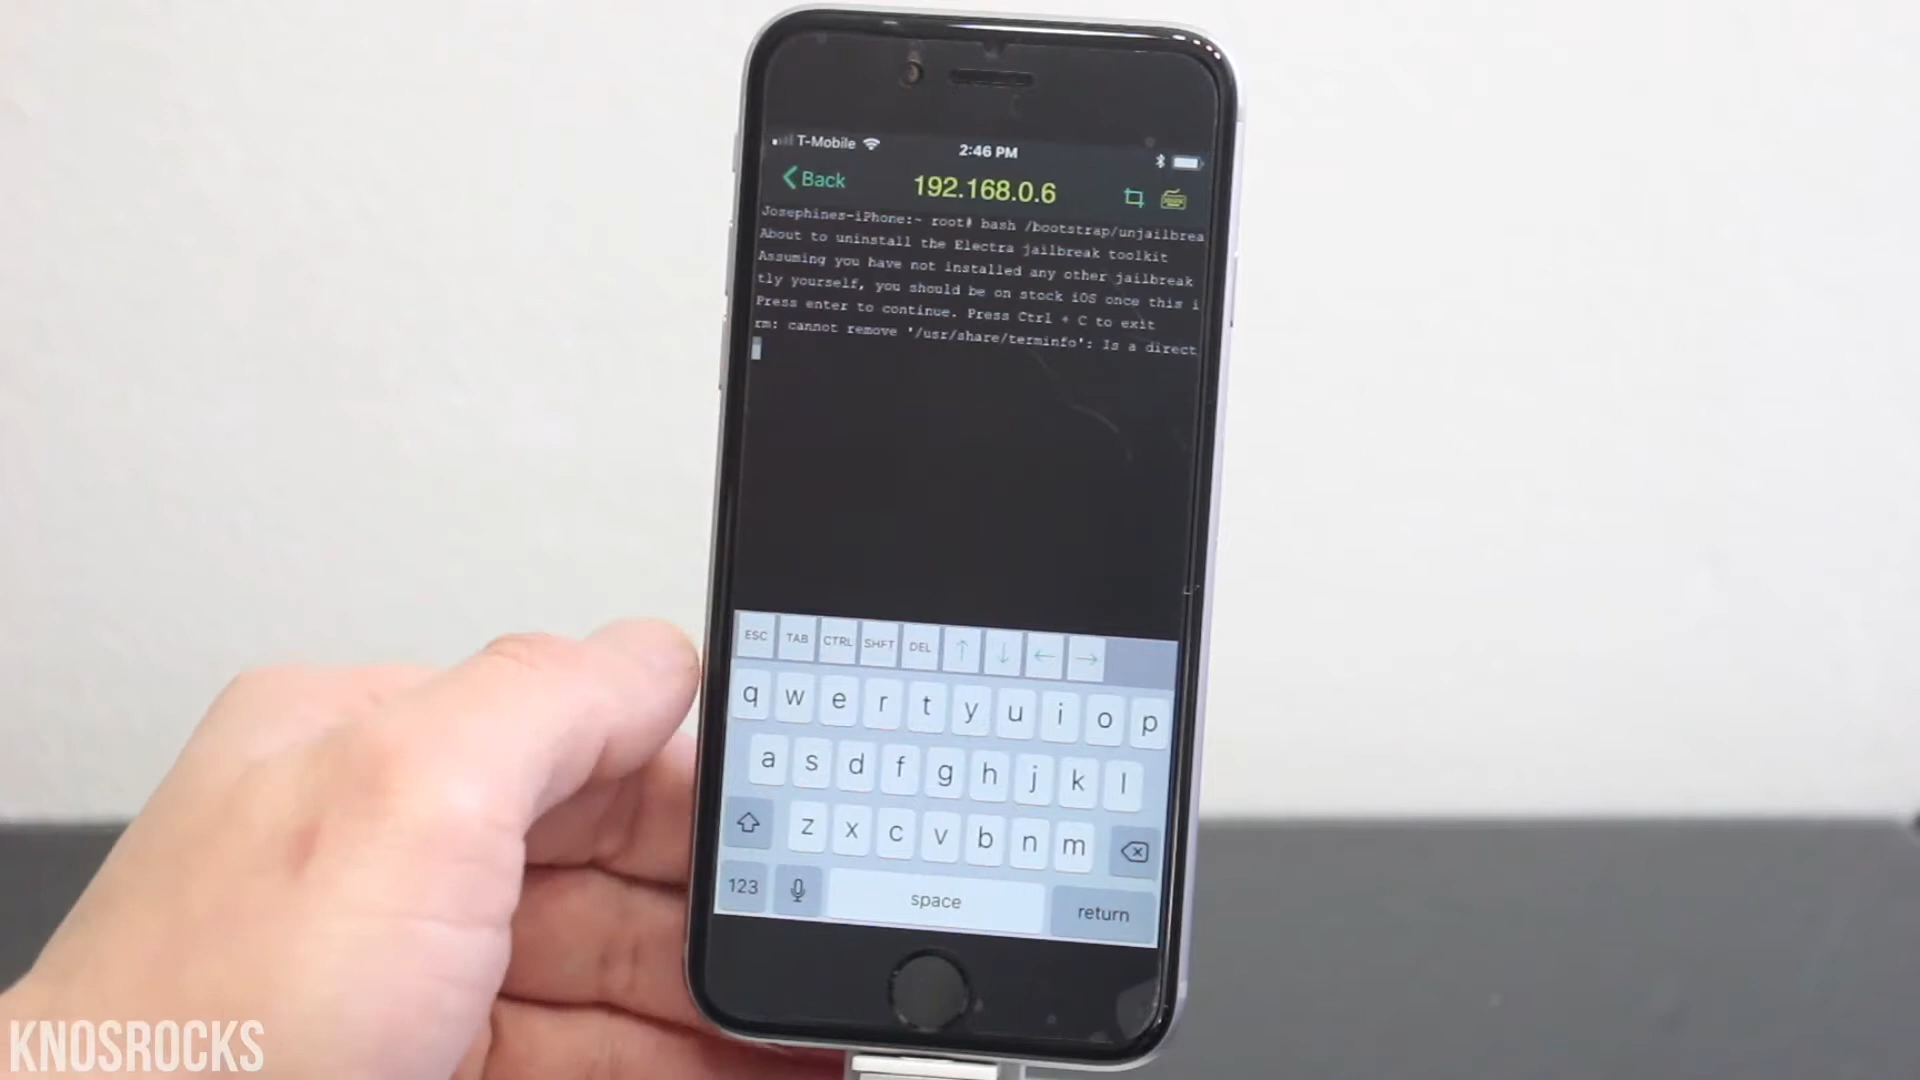 T-Mobile
2:46 PM
Back
192.168.0.6
Josephines-iPhone:~ root# bash /bootstrap/unjailbrea
About to uninstall the Electra jailbreak toolkit
Assuming you have not installed any other jailbreak
tly yourself, you should be on stock iOS once this i
Press enter to continue. Press Ctrl + C to exit
rm: cannot remove '/usr/share/terminfo': Is a direct
ESC TAB CTRL SHFT DEL ↑ ↓ ← →
q w e r t y u i o p
a s d f g h j k l
z x c v b n m
123 space return
KNOSROCKS